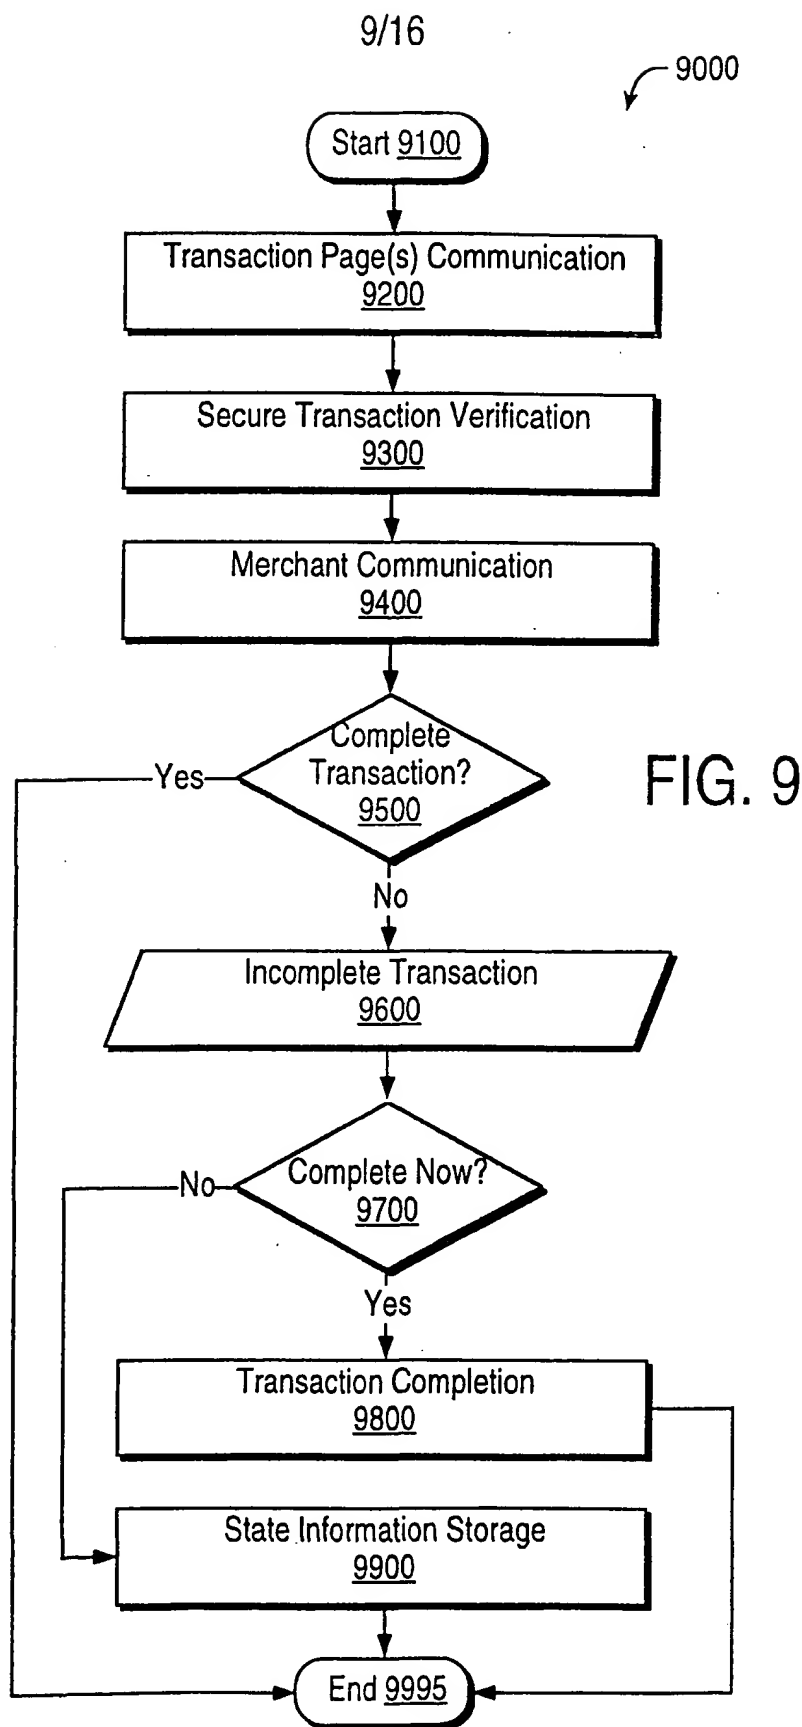 9/16
9000
Start 9100
Transaction Page(s) Communication
9200
Secure Transaction Verification
9300
Merchant Communication
9400
Complete
Transaction?
9500
Yes
FIG. 9
No
Incomplete Transaction
9600
Complete Now?
9700
No
Yes
Transaction Completion
9800
State Information Storage
9900
End 9995